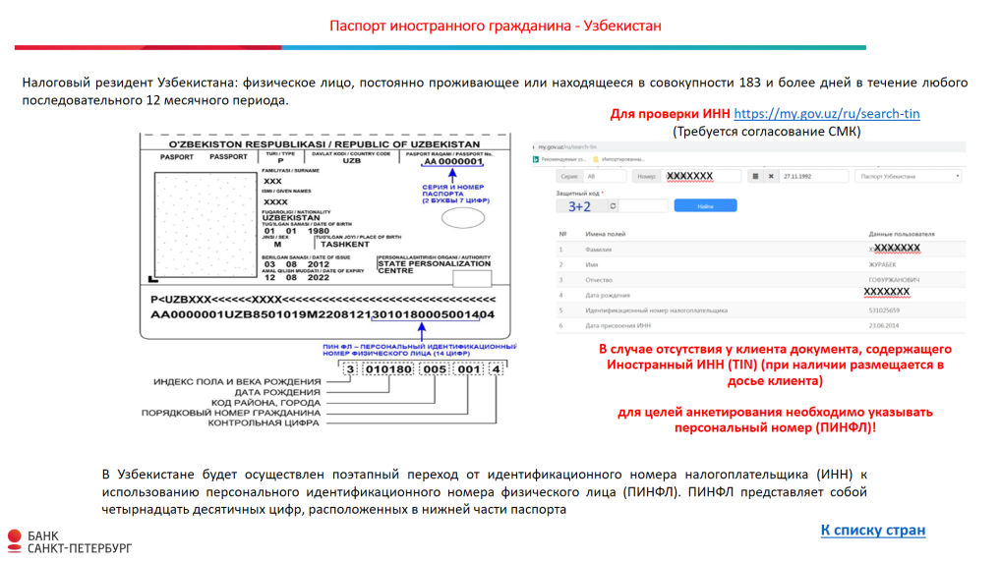 Паспорт иностранного гражданина - Узбекистан
Налоговый резидент Узбекистана: физическое лицо, постоянно проживающее или находящееся в совокупности 183 и более дней в течение любого
последовательного 12 месячного периода.
Для проверки ИНН https://my.gov.uz/ru/search-tin
(Требуется согласование СМК)
O'ZBEKISTON RESPUBLIKASI / REPUBLIC OF UZBEKISTAN
PASPORT PASSPORT
TURI / TYPE
P
DAVLAT KODI / COUNTRY CODE
UZB
PASPORT RAQAMI / PASSPORT No.
AA 0000001
FAMILIYASI / SURNAME
XXX
ISMI / GIVEN NAMES
XXXX
СЕРИЯ И НОМЕР
ПАСПОРТА
(2 БУКВЫ 7 ЦИФР)
FUQAROLIGI / NATIONALITY
UZBEKISTAN
TUG'ILGAN SANASI / DATE OF BIRTH
01 01 1980
JINSI / SEX
M
TUG'ILGAN JOYI / PLACE OF BIRTH
TASHKENT
BERILGAN SANASI / DATE OF ISSUE
03 08 2012
PERSONALLASHTIRISH ORGANI / AUTHORITY
STATE PERSONALIZATION
CENTRE
AMAL QILISH MUDDATI / DATE OF EXPIRY
12 08 2022
P<UZBXXX<<<<<<XXXX<<<<<<<<<<<<<<<<<<<<<<<<<<<<
AA0000001UZB8501019M22081213010180005001404
ПИН ФЛ – ПЕРСОНАЛЬНЫЙ ИДЕНТИФИКАЦИОННЫЙ
НОМЕР ФИЗИЧЕСКОГО ЛИЦА (14 ЦИФР)
3 010180 005 001 4
ИНДЕКС ПОЛА И ВЕКА РОЖДЕНИЯ
ДАТА РОЖДЕНИЯ
КОД РАЙОНА, ГОРОДА
ПОРЯДКОВЫЙ НОМЕР ГРАЖДАНИНА
КОНТРОЛЬНАЯ ЦИФРА
my.gov.uz/ru/search-tin
Рекомендуемые уз... Импортированны...
Серия: AB Номер: XXXXXXX 27.11.1992 Паспорт Узбекистана
Защитный код *
3+2 Найти
№ Имена полей Данные пользователя
1 Фамилия XXXXXXX
2 Имя ЖУРАБЕК
3 Отчество ГОФУРЖАНОВИЧ
4 Дата рождения XXXXXXX
5 Идентификационный номер налогоплательщика 531025659
6 Дата присвоения ИНН 23.06.2014
В случае отсутствия у клиента документа, содержащего
Иностранный ИНН (TIN) (при наличии размещается в
досье клиента)
для целей анкетирования необходимо указывать
персональный номер (ПИНФЛ)!
В Узбекистане будет осуществлен поэтапный переход от идентификационного номера налогоплательщика (ИНН) к
использованию персонального идентификационного номера физического лица (ПИНФЛ). ПИНФЛ представляет собой
четырнадцать десятичных цифр, расположенных в нижней части паспорта
К списку стран
БАНК
САНКТ-ПЕТЕРБУРГ